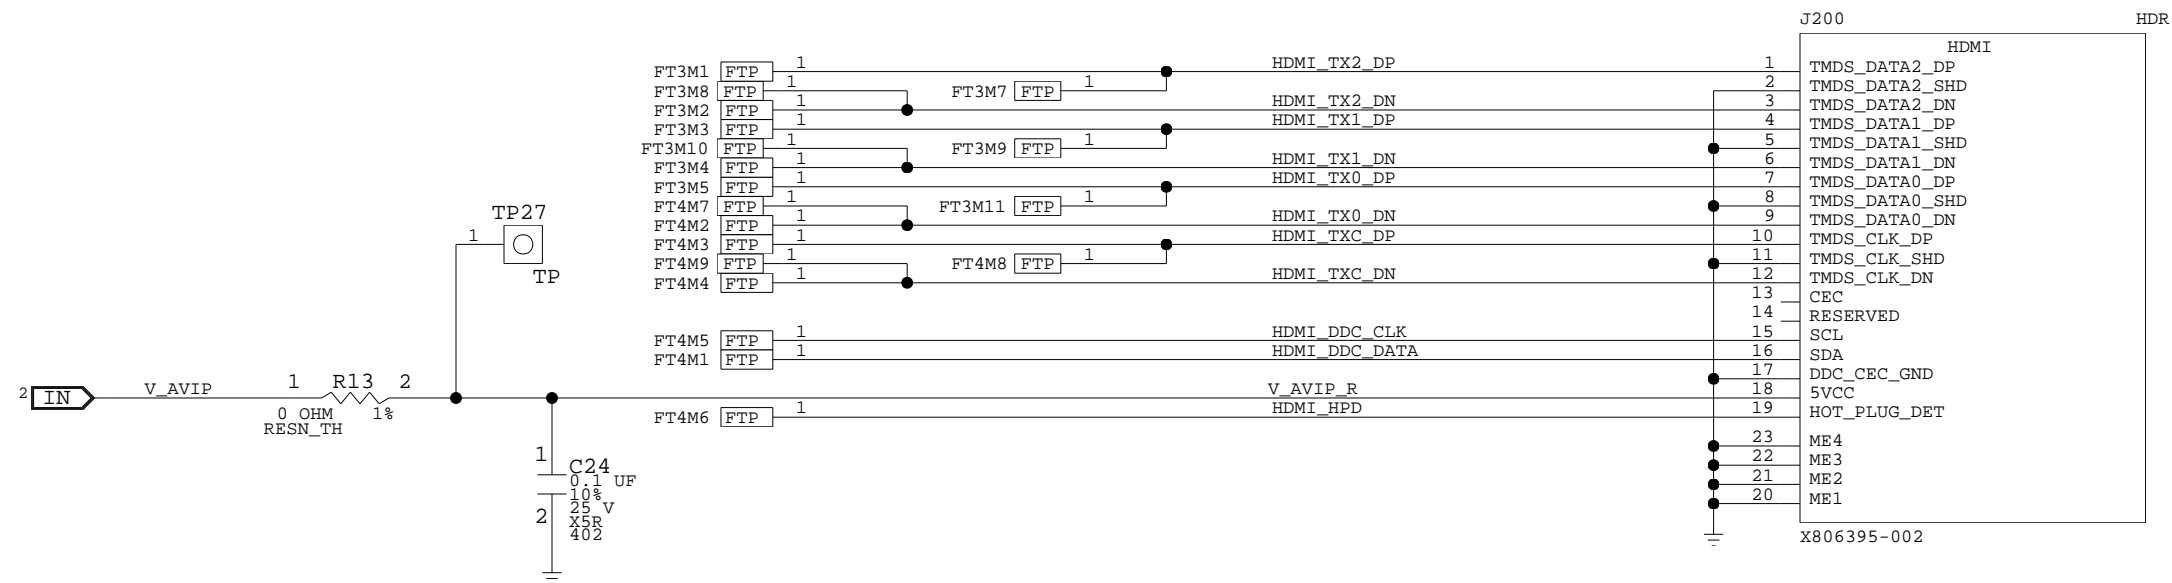 J200 HDR
HDMI
FT3M1 FTP 1 HDMI_TX2_DP 1 TMDS_DATA2_DP
FT3M8 FTP 1 FT3M7 FTP 1 2 TMDS_DATA2_SHD
FT3M2 FTP 1 HDMI_TX2_DN 3 TMDS_DATA2_DN
FT3M3 FTP 1 HDMI_TX1_DP 4 TMDS_DATA1_DP
FT3M10 FTP 1 FT3M9 FTP 1 5 TMDS_DATA1_SHD
FT3M4 FTP 1 HDMI_TX1_DN 6 TMDS_DATA1_DN
FT3M5 FTP 1 HDMI_TX0_DP 7 TMDS_DATA0_DP
FT4M7 FTP 1 FT3M11 FTP 1 8 TMDS_DATA0_SHD
FT4M2 FTP 1 HDMI_TX0_DN 9 TMDS_DATA0_DN
FT4M3 FTP 1 HDMI_TXC_DP 10 TMDS_CLK_DP
FT4M9 FTP 1 FT4M8 FTP 1 11 TMDS_CLK_SHD
FT4M4 FTP 1 HDMI_TXC_DN 12 TMDS_CLK_DN
13 CEC
14 RESERVED
FT4M5 FTP 1 HDMI_DDC_CLK 15 SCL
FT4M1 FTP 1 HDMI_DDC_DATA 16 SDA
17 DDC_CEC_GND
V_AVIP_R 18 5VCC
FT4M6 FTP 1 HDMI_HPD 19 HOT_PLUG_DET
23 ME4
22 ME3
21 ME2
20 ME1
X806395-002
TP27
1
TP
2 IN V_AVIP 1 R13 2
0 OHM 1%
RESN_TH
1
C24
0.1 UF
10%
25 V
X5R
402
2